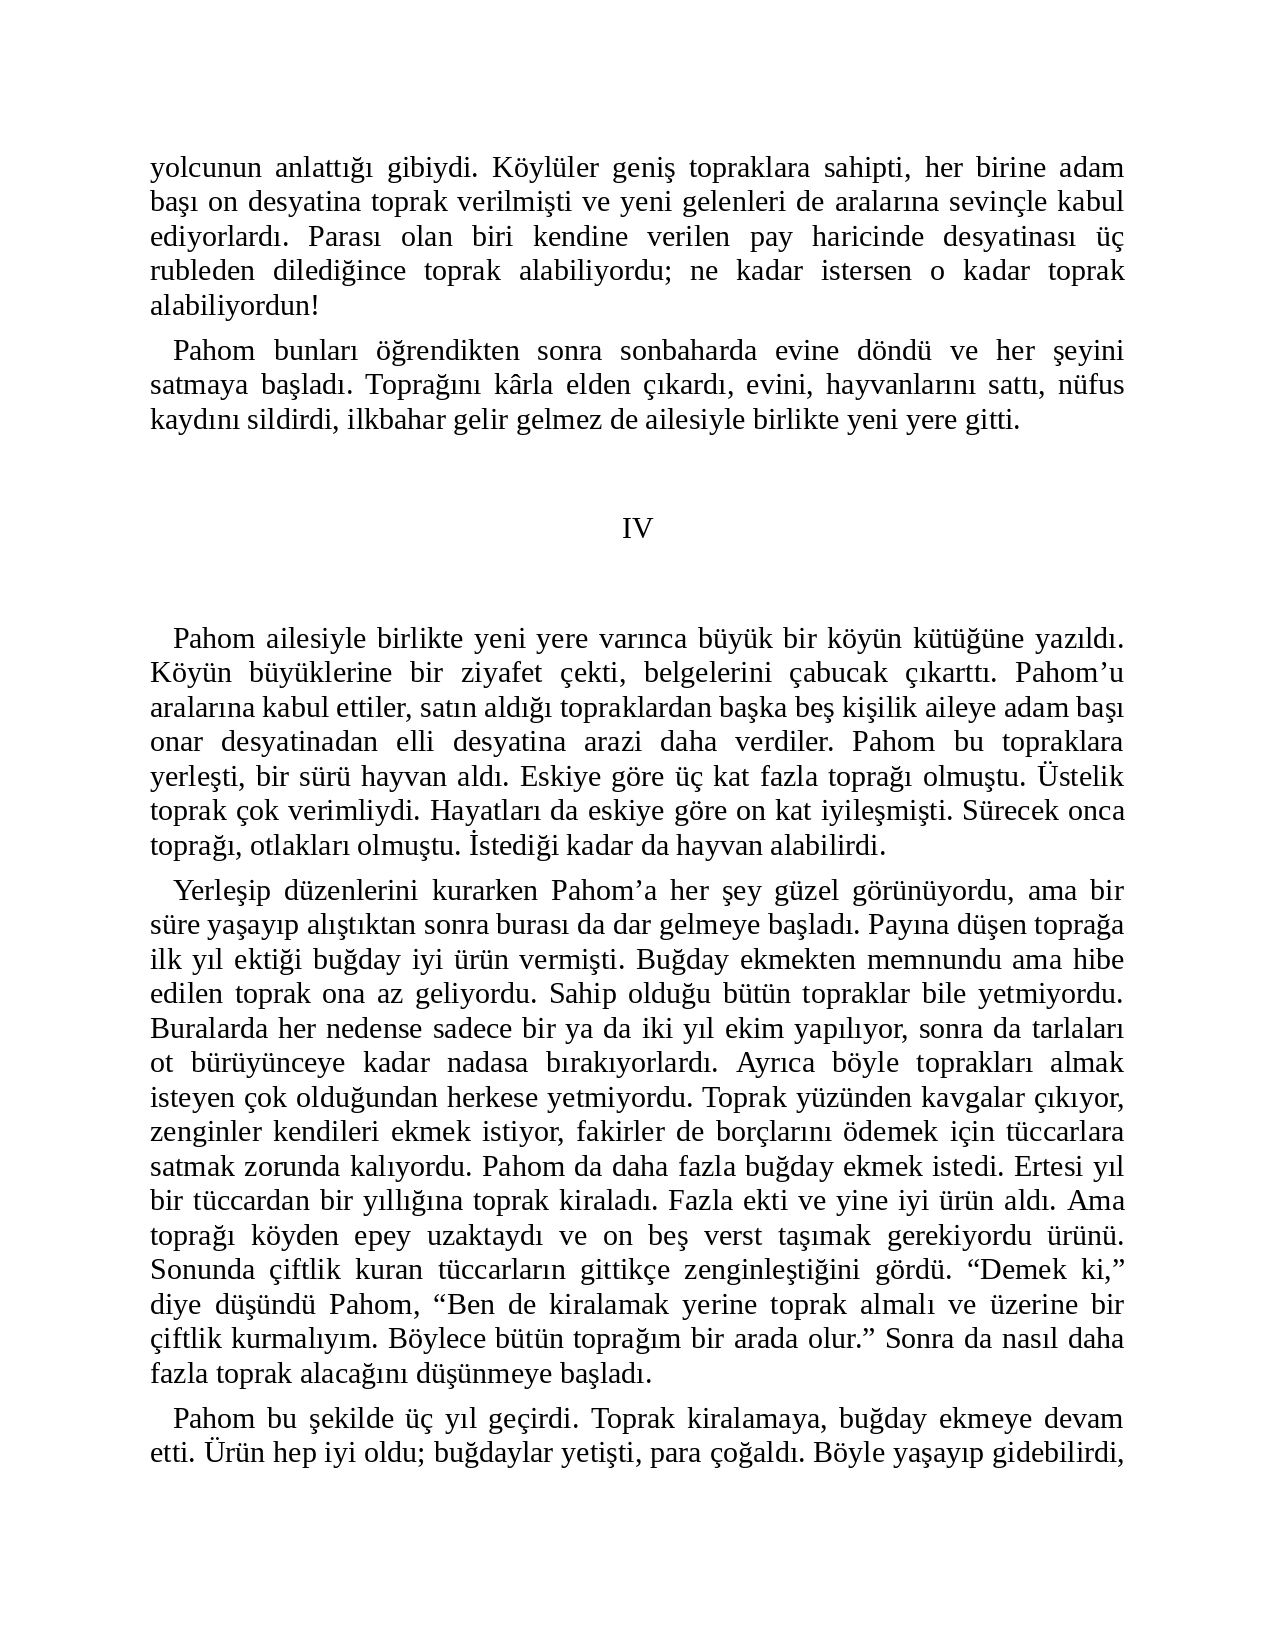 yolcunun anlattığı gibiydi. Köylüler geniş topraklara sahipti, her birine adam
başı on desyatina toprak verilmişti ve yeni gelenleri de aralarına sevinçle kabul
ediyorlardı. Parası olan biri kendine verilen pay haricinde desyatinası üç
rubleden dilediğince toprak alabiliyordu; ne kadar istersen o kadar toprak
alabiliyordun!
Pahom bunları öğrendikten sonra sonbaharda evine döndü ve her şeyini
satmaya başladı. Toprağını kârla elden çıkardı, evini, hayvanlarını sattı, nüfus
kaydını sildirdi, ilkbahar gelir gelmez de ailesiyle birlikte yeni yere gitti.
IV
Pahom ailesiyle birlikte yeni yere varınca büyük bir köyün kütüğüne yazıldı.
Köyün büyüklerine bir ziyafet çekti, belgelerini çabucak çıkarttı. Pahom’u
aralarına kabul ettiler, satın aldığı topraklardan başka beş kişilik aileye adam başı
onar desyatinadan elli desyatina arazi daha verdiler. Pahom bu topraklara
yerleşti, bir sürü hayvan aldı. Eskiye göre üç kat fazla toprağı olmuştu. Üstelik
toprak çok verimliydi. Hayatları da eskiye göre on kat iyileşmişti. Sürecek onca
toprağı, otlakları olmuştu. İstediği kadar da hayvan alabilirdi.
Yerleşip düzenlerini kurarken Pahom’a her şey güzel görünüyordu, ama bir
süre yaşayıp alıştıktan sonra burası da dar gelmeye başladı. Payına düşen toprağa
ilk yıl ektiği buğday iyi ürün vermişti. Buğday ekmekten memnundu ama hibe
edilen toprak ona az geliyordu. Sahip olduğu bütün topraklar bile yetmiyordu.
Buralarda her nedense sadece bir ya da iki yıl ekim yapılıyor, sonra da tarlaları
ot bürüyünceye kadar nadasa bırakıyorlardı. Ayrıca böyle toprakları almak
isteyen çok olduğundan herkese yetmiyordu. Toprak yüzünden kavgalar çıkıyor,
zenginler kendileri ekmek istiyor, fakirler de borçlarını ödemek için tüccarlara
satmak zorunda kalıyordu. Pahom da daha fazla buğday ekmek istedi. Ertesi yıl
bir tüccardan bir yıllığına toprak kiraladı. Fazla ekti ve yine iyi ürün aldı. Ama
toprağı köyden epey uzaktaydı ve on beş verst taşımak gerekiyordu ürünü.
Sonunda çiftlik kuran tüccarların gittikçe zenginleştiğini gördü. “Demek ki,”
diye düşündü Pahom, “Ben de kiralamak yerine toprak almalı ve üzerine bir
çiftlik kurmalıyım. Böylece bütün toprağım bir arada olur.” Sonra da nasıl daha
fazla toprak alacağını düşünmeye başladı.
Pahom bu şekilde üç yıl geçirdi. Toprak kiralamaya, buğday ekmeye devam
etti. Ürün hep iyi oldu; buğdaylar yetişti, para çoğaldı. Böyle yaşayıp gidebilirdi,